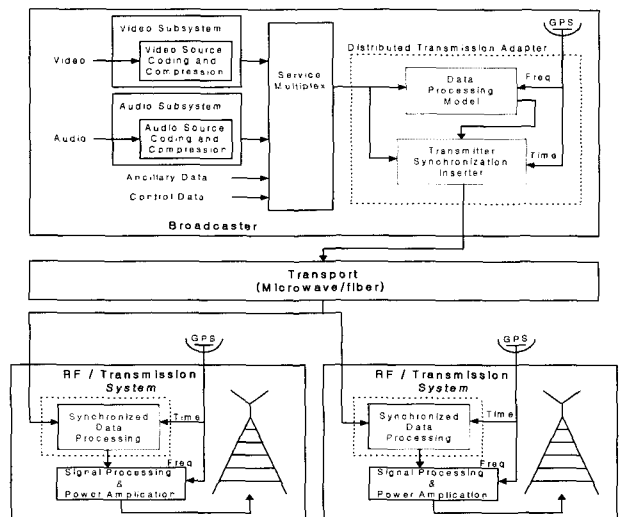 GPS
Video Subsystem
Video
Video Source
Coding and
Compression
Audio Subsystem
Audio
Audio Source
Coding and
Compression
Ancillary Data
Control Data
Service
Multiplex
Distributed Transmission Adapter
Data
Processing
Model
Freq
Transmitter
Synchronization
Inserter
Time
Broadcaster
Transport
(Microwave/fiber)
GPS
RF / Transmission
System
Synchronized
Data
Processing
Time
Freq
Signal Processing
&
Power Amplication
GPS
RF / Transmission
System
Synchronized
Data
Processing
Time
Freq
Signal Processing
&
Power Amplication